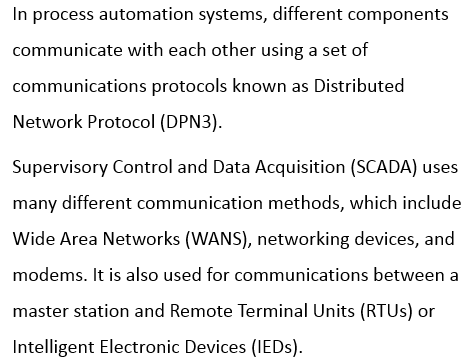 In process automation systems, different components
communicate with each other using a set of
communications protocols known as Distributed
Network Protocol (DPN3).
Supervisory Control and Data Acquisition (SCADA) uses
many different communication methods, which include
Wide Area Networks (WANS), networking devices, and
modems. It is also used for communications between a
master station and Remote Terminal Units (RTUs) or
Intelligent Electronic Devices (IEDs).